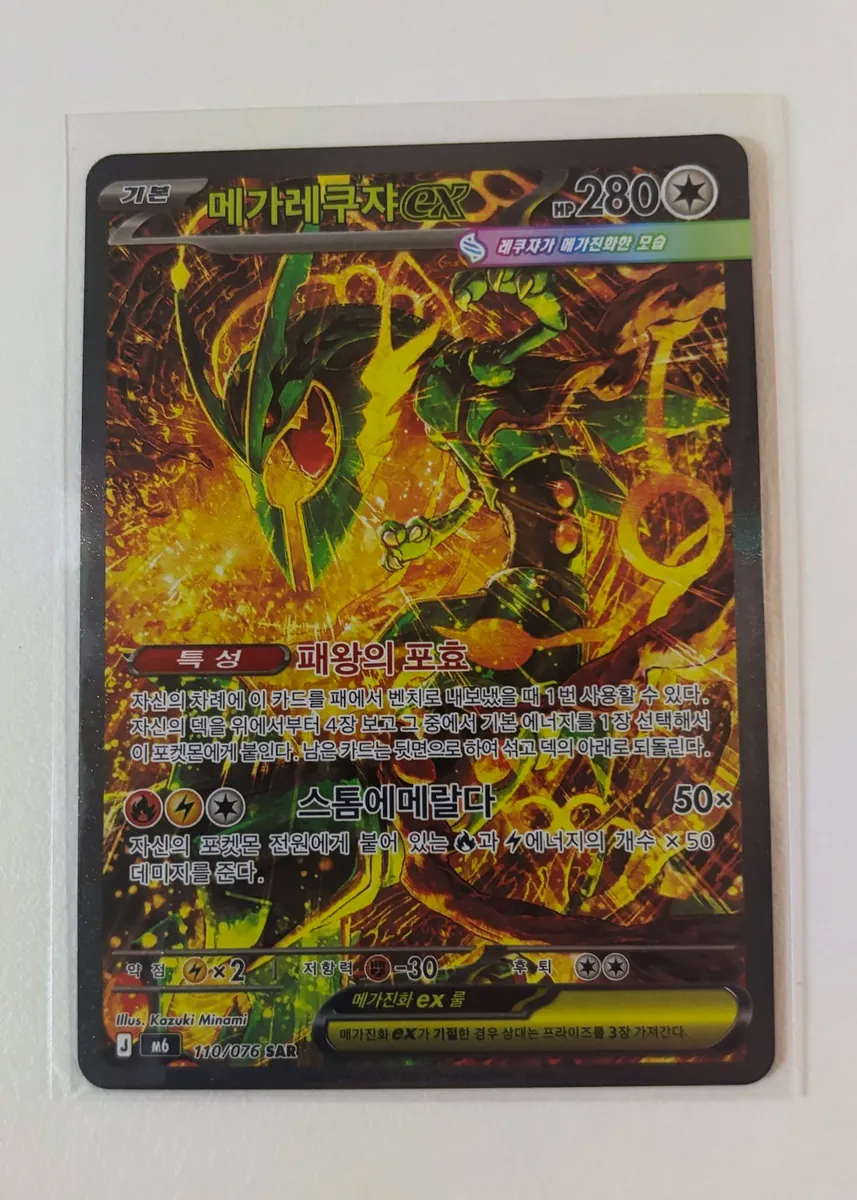 기본 메가레쿠쟈ex HP280
레쿠쟈가 메가진화한 모습
특성 패왕의 포효
자신의 차례에 이 카드를 패에서 벤치로 내보냈을 때 1번 사용할 수 있다.
자신의 덱을 위에서부터 4장 보고 그 중에서 기본 에너지를 1장 선택해서
이 포켓몬에게 붙인다. 남은 카드는 뒷면으로 하여 섞고 덱의 아래로 되돌린다.
스톰에메랄다 50×
자신의 포켓몬 전원에게 붙어 있는 과 에너지의 개수 × 50
데미지를 준다.
약점 ×2 저항력 -30 후퇴
메가진화 ex 룰
Illus. Kazuki Minami
메가진화 ex가 기절한 경우 상대는 프라이즈를 3장 가져간다.
J M6 110/076 SAR